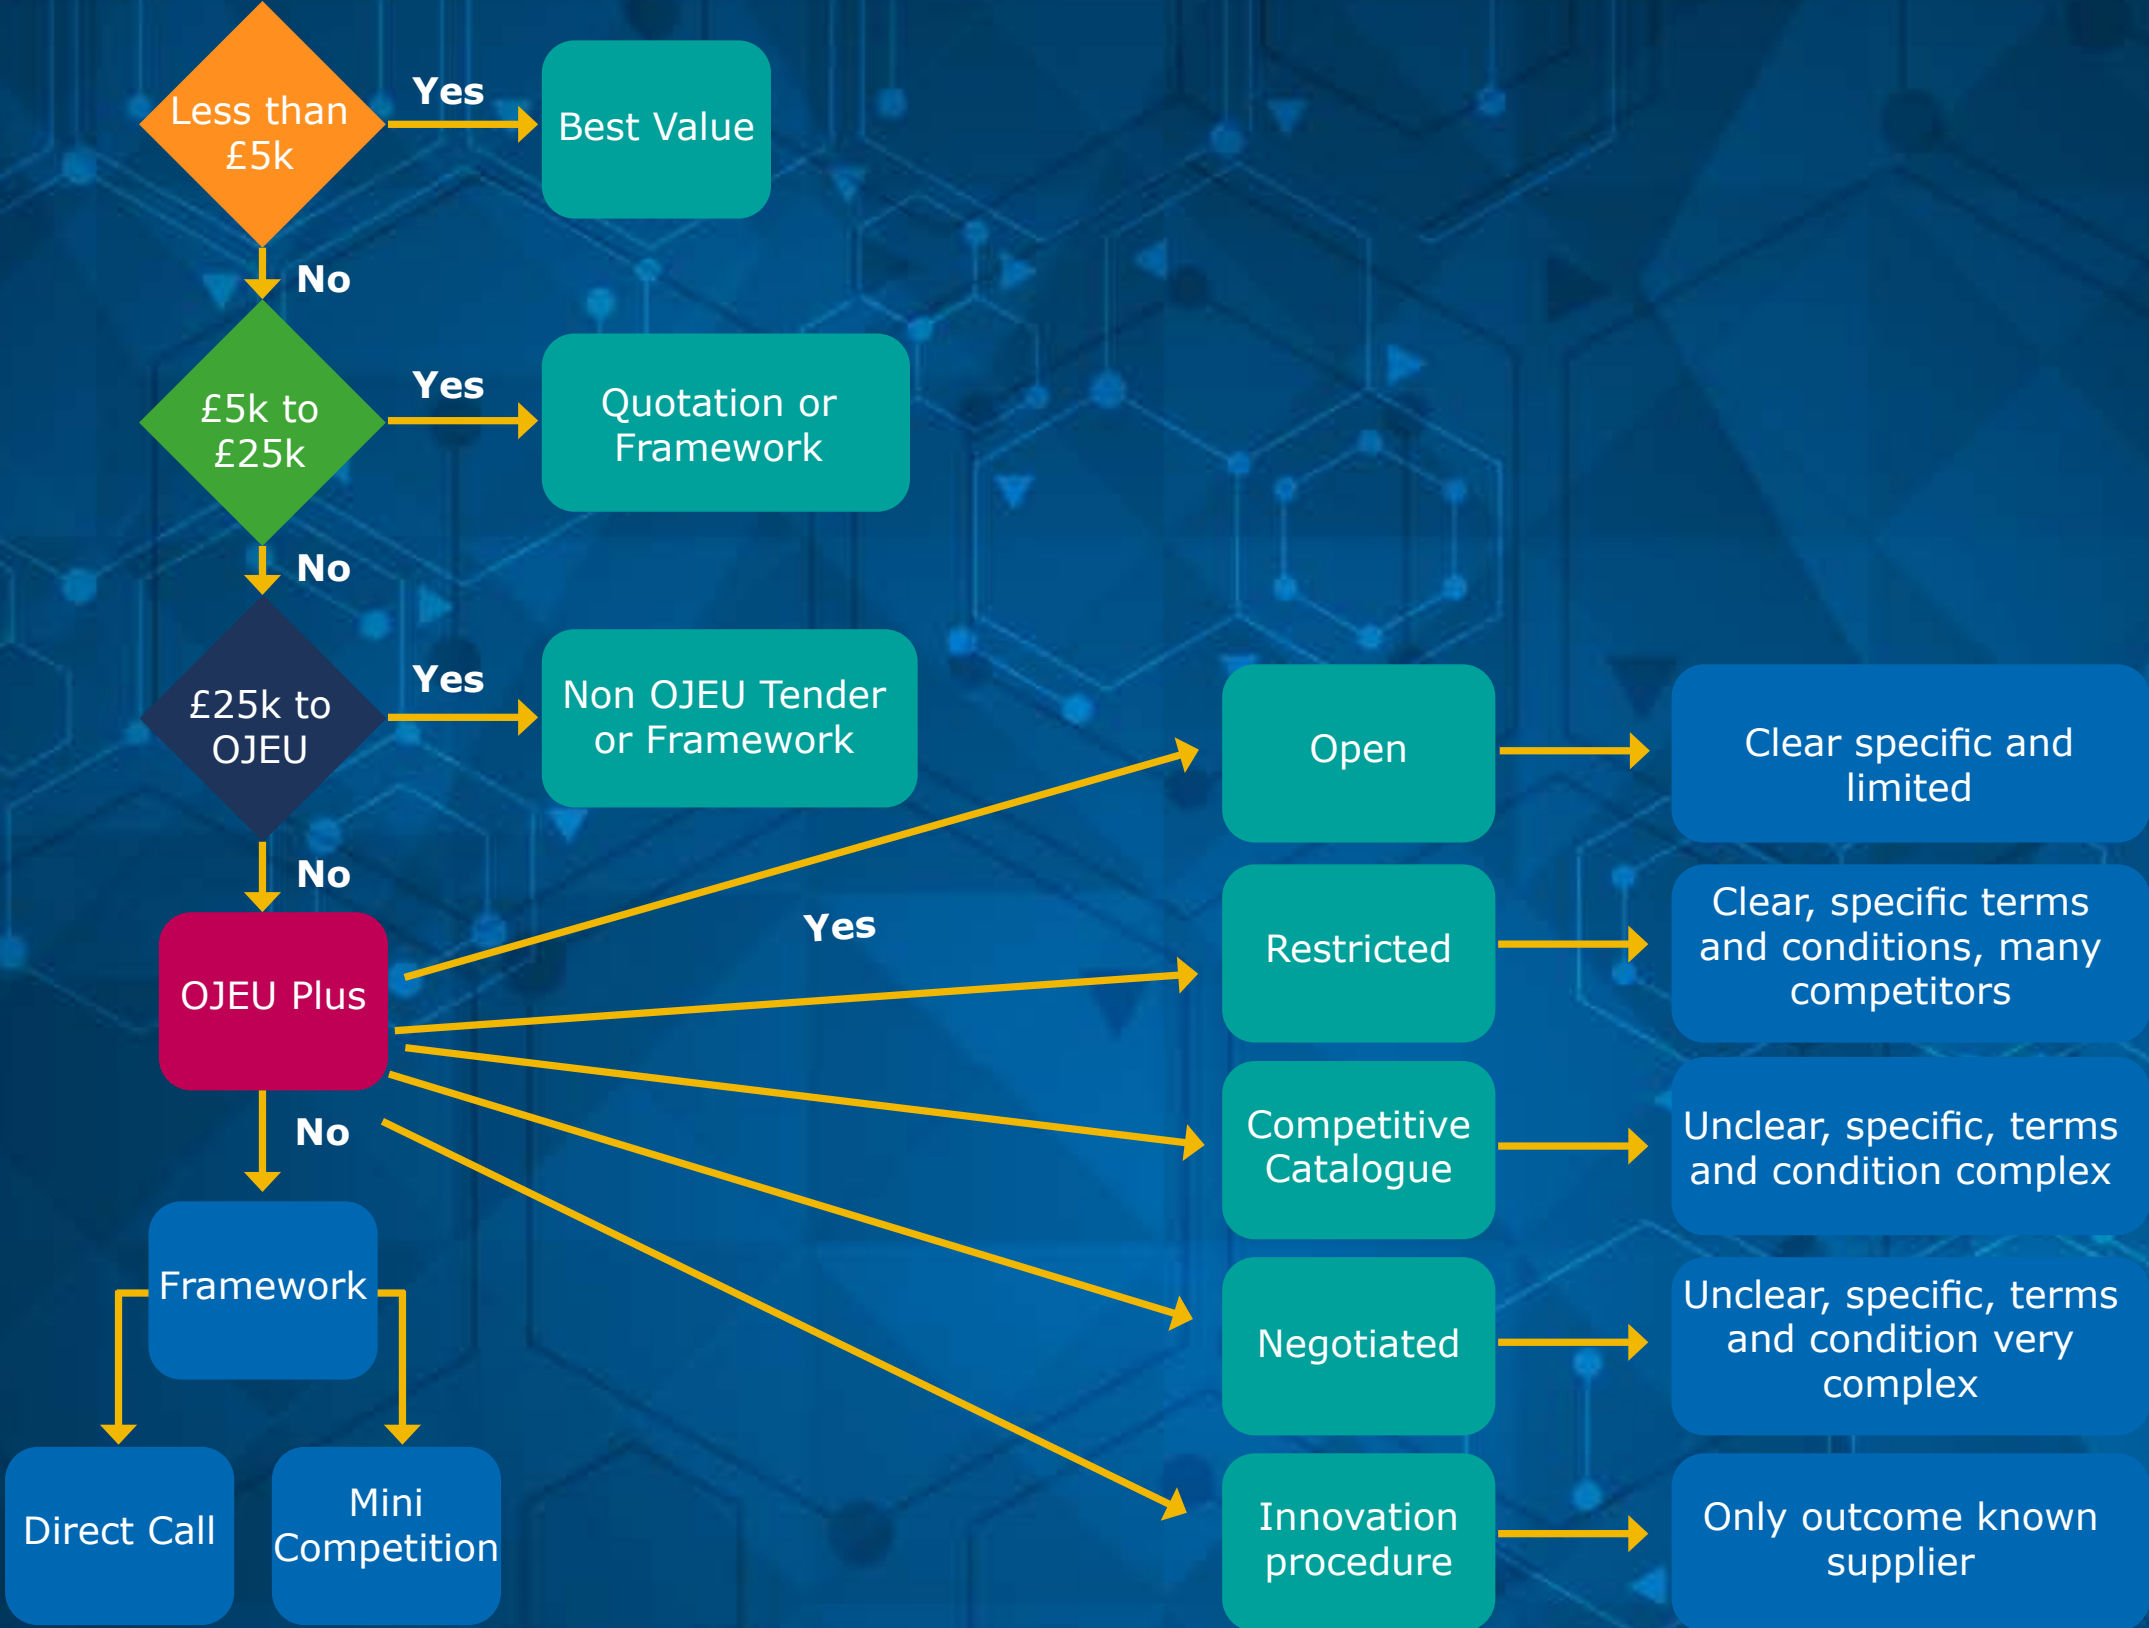 Less than
£5k
Yes
Best Value
No
£5k to
£25k
Yes
Quotation or
Framework
No
£25k to
OJEU
Yes
Non OJEU Tender
or Framework
No
OJEU Plus
Yes
Open
Clear specific and
limited
Restricted
Clear, specific terms
and conditions, many
competitors
Competitive
Catalogue
Unclear, specific, terms
and condition complex
Negotiated
Unclear, specific, terms
and condition very
complex
Innovation
procedure
Only outcome known
supplier
No
Framework
Direct Call
Mini
Competition